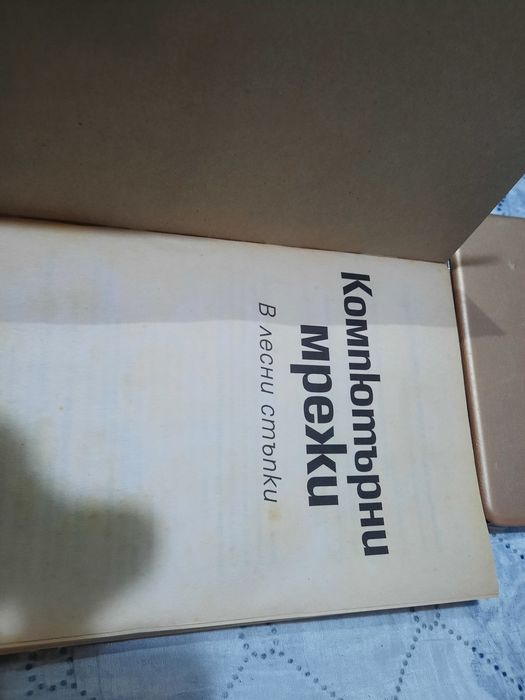 Компютърни
мрежи
В лесни стъпки